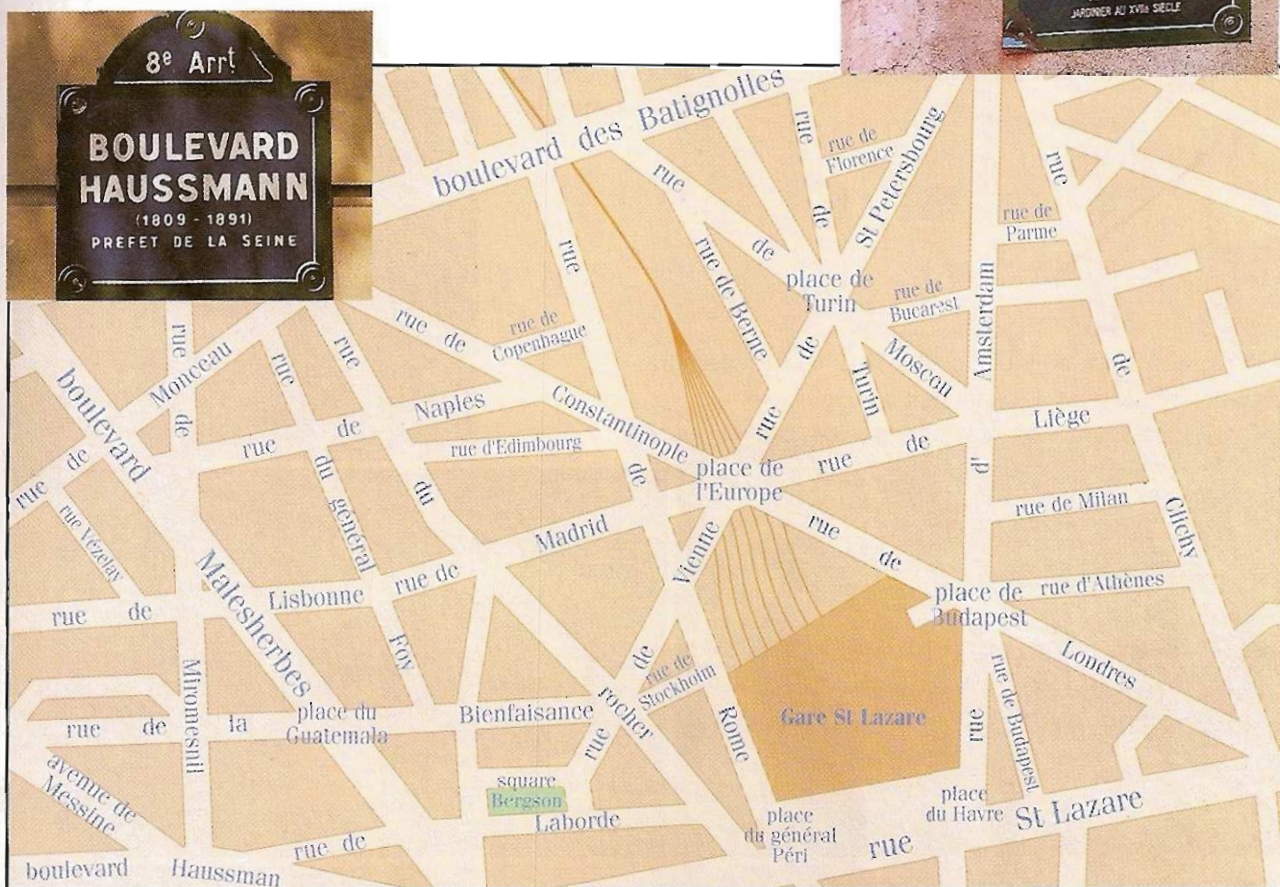 8e Arrt
BOULEVARD
HAUSSMANN
(1809 - 1891)
PREFET DE LA SEINE
JARDINIER AU XVIIe SIECLE
boulevard des Batignolles
rue de
Florence
rue de
St Petersbourg
rue de
rue de
Parme
rue de
rue de Berne
place de
Turin
rue de
Bucarest
Amsterdam
rue
rue de
Monceau
rue
rue
rue de
rue de
Copenhague
Moscou
Turin
de
boulevard
de
Naples
Constantinople
rue
Liège
rue de
rue d'Edimbourg
place de
l'Europe
rue de
d'
rue de
rue Vézelay
du
général
du
de
Madrid
Vienne
rue de
rue de Milan
Clichy
Malesherbes
rue de
Lisbonne
rue de
place de
Budapest
rue d'Athènes
Miromesnil
Foy
de
rue de
Stockholm
Londres
rue de la
place du
Guatemala
Bienfaisance
rocher
rue
Rome
Gare St Lazare
rue
rue de Budapest
avenue de
Messine
square
Bergson
Laborde
place
du général
Péri
place
du Havre
St Lazare
rue
rue de
boulevard Haussman